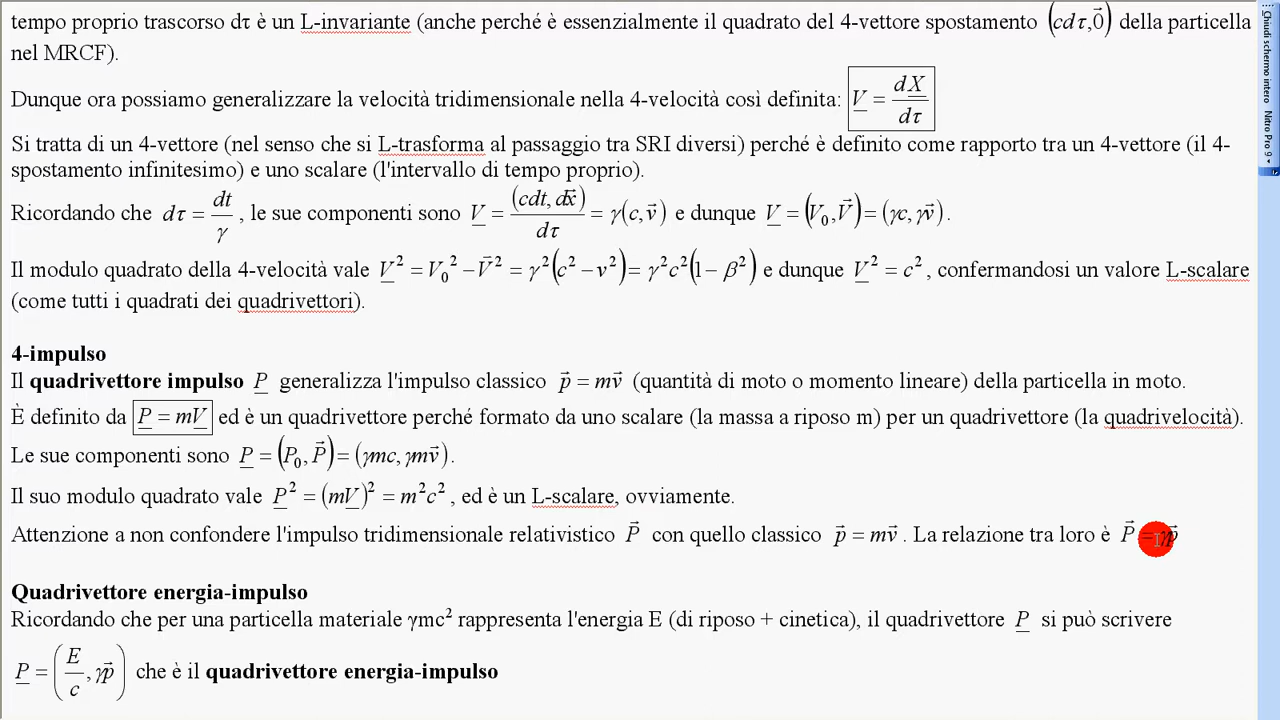 tempo proprio trascorso dτ è un L-invariante (anche perché è essenzialmente il quadrato del 4-vettore spostamento (cdτ,0⃗) della particella
nel MRCF).
Dunque ora possiamo generalizzare la velocità tridimensionale nella 4-velocità così definita: V = dX/dτ
Si tratta di un 4-vettore (nel senso che si L-trasforma al passaggio tra SRI diversi) perché è definito come rapporto tra un 4-vettore (il 4-
spostamento infinitesimo) e uno scalare (l'intervallo di tempo proprio).
Ricordando che dτ = dt/γ , le sue componenti sono V = (cdt, dx⃗)/dτ = γ(c, v⃗) e dunque V = (V₀, V⃗) = (γc, γv⃗).
Il modulo quadrato della 4-velocità vale V² = V₀² − V⃗² = γ²(c² − v²) = γ²c²(1 − β²) e dunque V² = c² , confermandosi un valore L-scalare
(come tutti i quadrati dei quadrivettori).
4-impulso
Il quadrivettore impulso P generalizza l'impulso classico p⃗ = mv⃗ (quantità di moto o momento lineare) della particella in moto.
È definito da P = mV ed è un quadrivettore perché formato da uno scalare (la massa a riposo m) per un quadrivettore (la quadrivelocità).
Le sue componenti sono P = (P₀, P⃗) = (γmc, γmv⃗).
Il suo modulo quadrato vale P² = (mV)² = m²c² , ed è un L-scalare, ovviamente.
Attenzione a non confondere l'impulso tridimensionale relativistico P⃗ con quello classico p⃗ = mv⃗ . La relazione tra loro è P⃗ = γp⃗
Quadrivettore energia-impulso
Ricordando che per una particella materiale γmc² rappresenta l'energia E (di riposo + cinetica), il quadrivettore P si può scrivere
P = (E/c, γp⃗) che è il quadrivettore energia-impulso
Chiudi schermo intero Nitro Pro 9